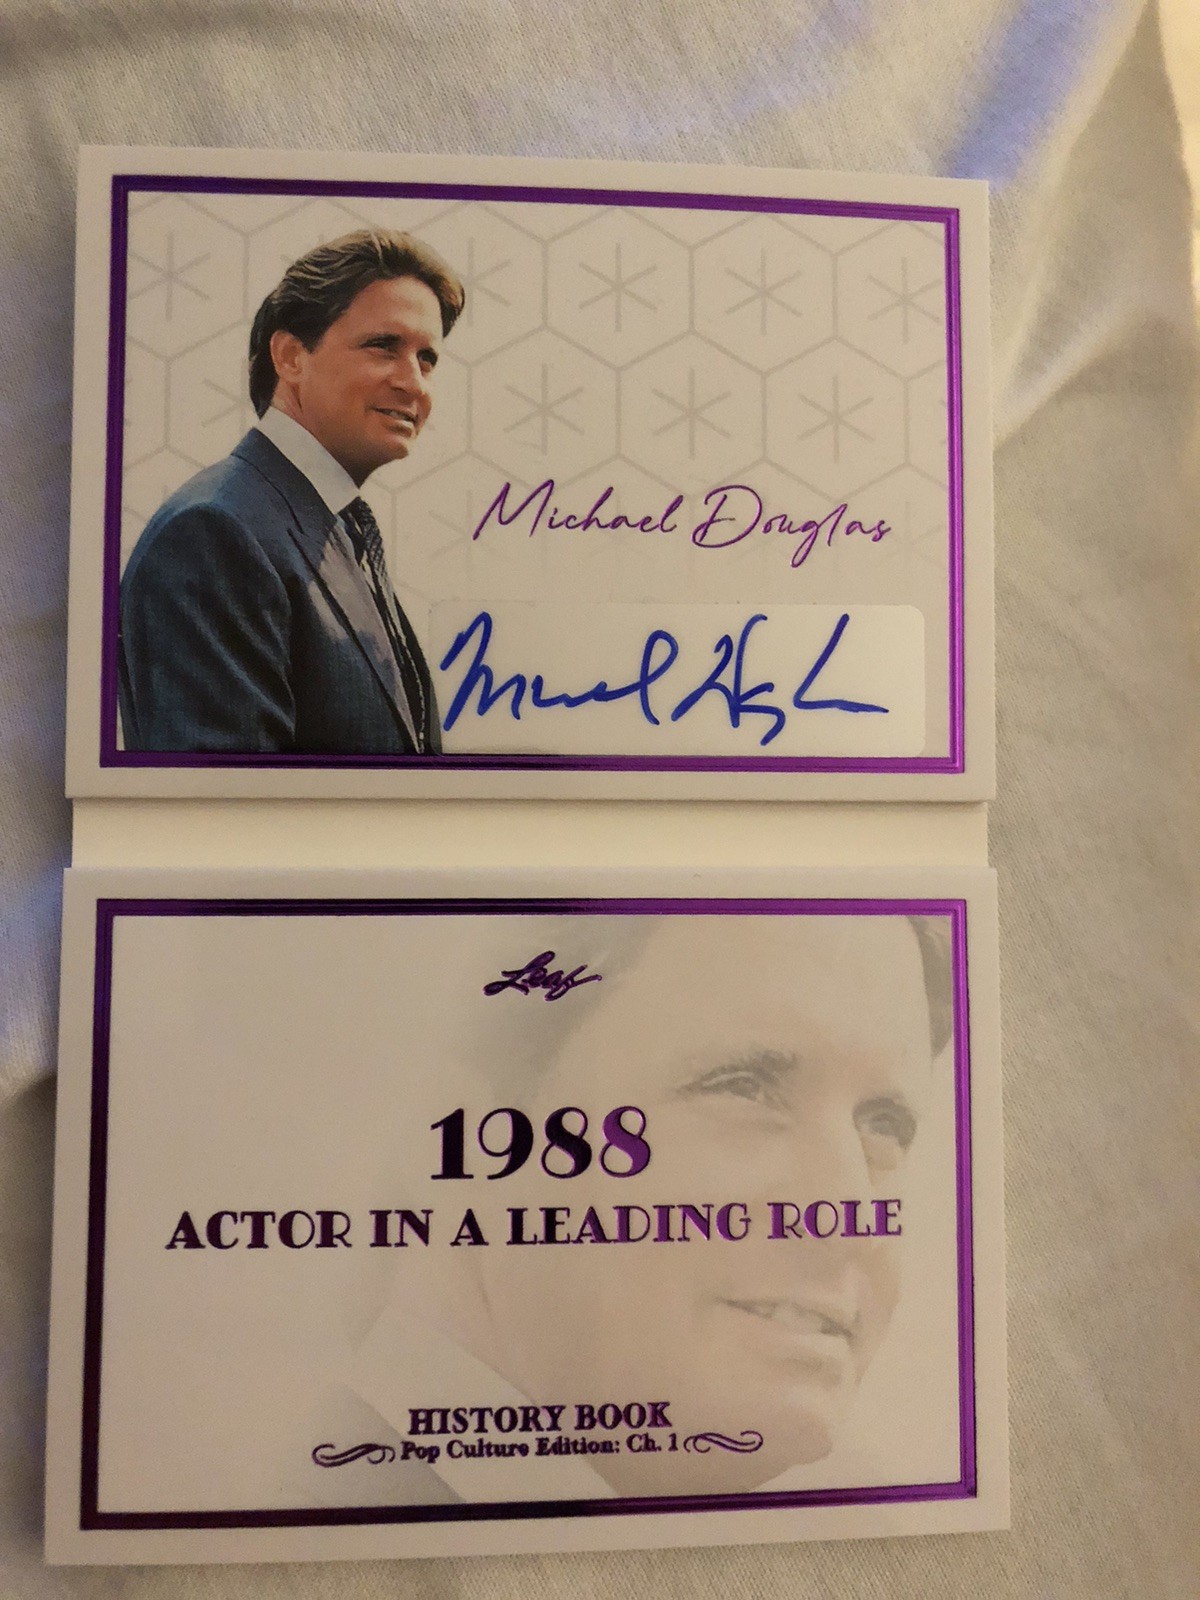 Michael Douglas
Leaf
1988
ACTOR IN A LEADING ROLE
HISTORY BOOK
Pop Culture Edition: Ch. 1